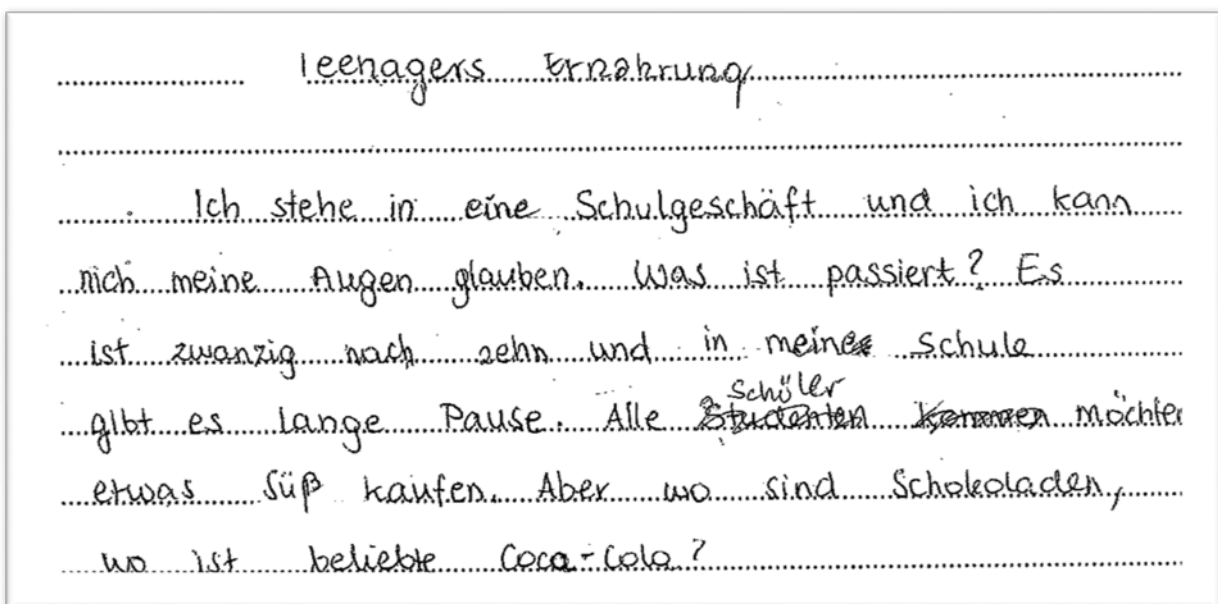 Teenagers Ernährung
Ich stehe in eine Schulgeschäft und ich kann
nich meine Augen glauben. Was ist passiert? Es
ist zwanzig nach zehn und in meine Schule
gibt es lange Pause. Alle Schüler möchten
etwas süß kaufen. Aber wo sind Schokoladen,
wo ist beliebte Coca-Cola?